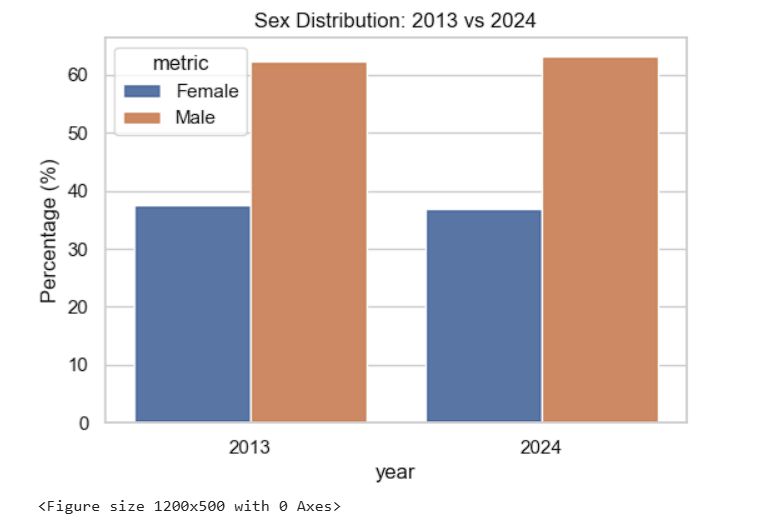 Sex Distribution: 2013 vs 2024
metric
Female
Male
60
50
40
30
20
10
0
Percentage (%)
2013 2024
year
<Figure size 1200x500 with 0 Axes>